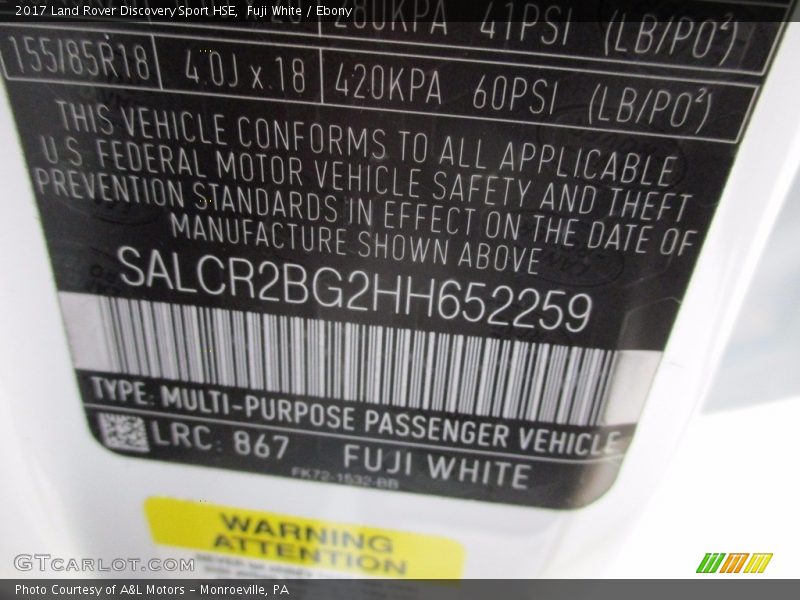 2017 Land Rover Discovery Sport HSE, Fuji White / Ebony
280KPA 41PSI (LB/PO²)
155/85R18 4.0J x 18 420KPA 60PSI (LB/PO²)
THIS VEHICLE CONFORMS TO ALL APPLICABLE
U.S. FEDERAL MOTOR VEHICLE SAFETY AND THEFT
PREVENTION STANDARDS IN EFFECT ON THE DATE OF
MANUFACTURE SHOWN ABOVE
SALCR2BG2HH652259
TYPE: MULTI-PURPOSE PASSENGER VEHICLE
LRC: 867 FUJI WHITE
FK72-1532-BB
WARNING
ATTENTION
GTcarlot.com
Photo Courtesy of A&L Motors – Monroeville, PA